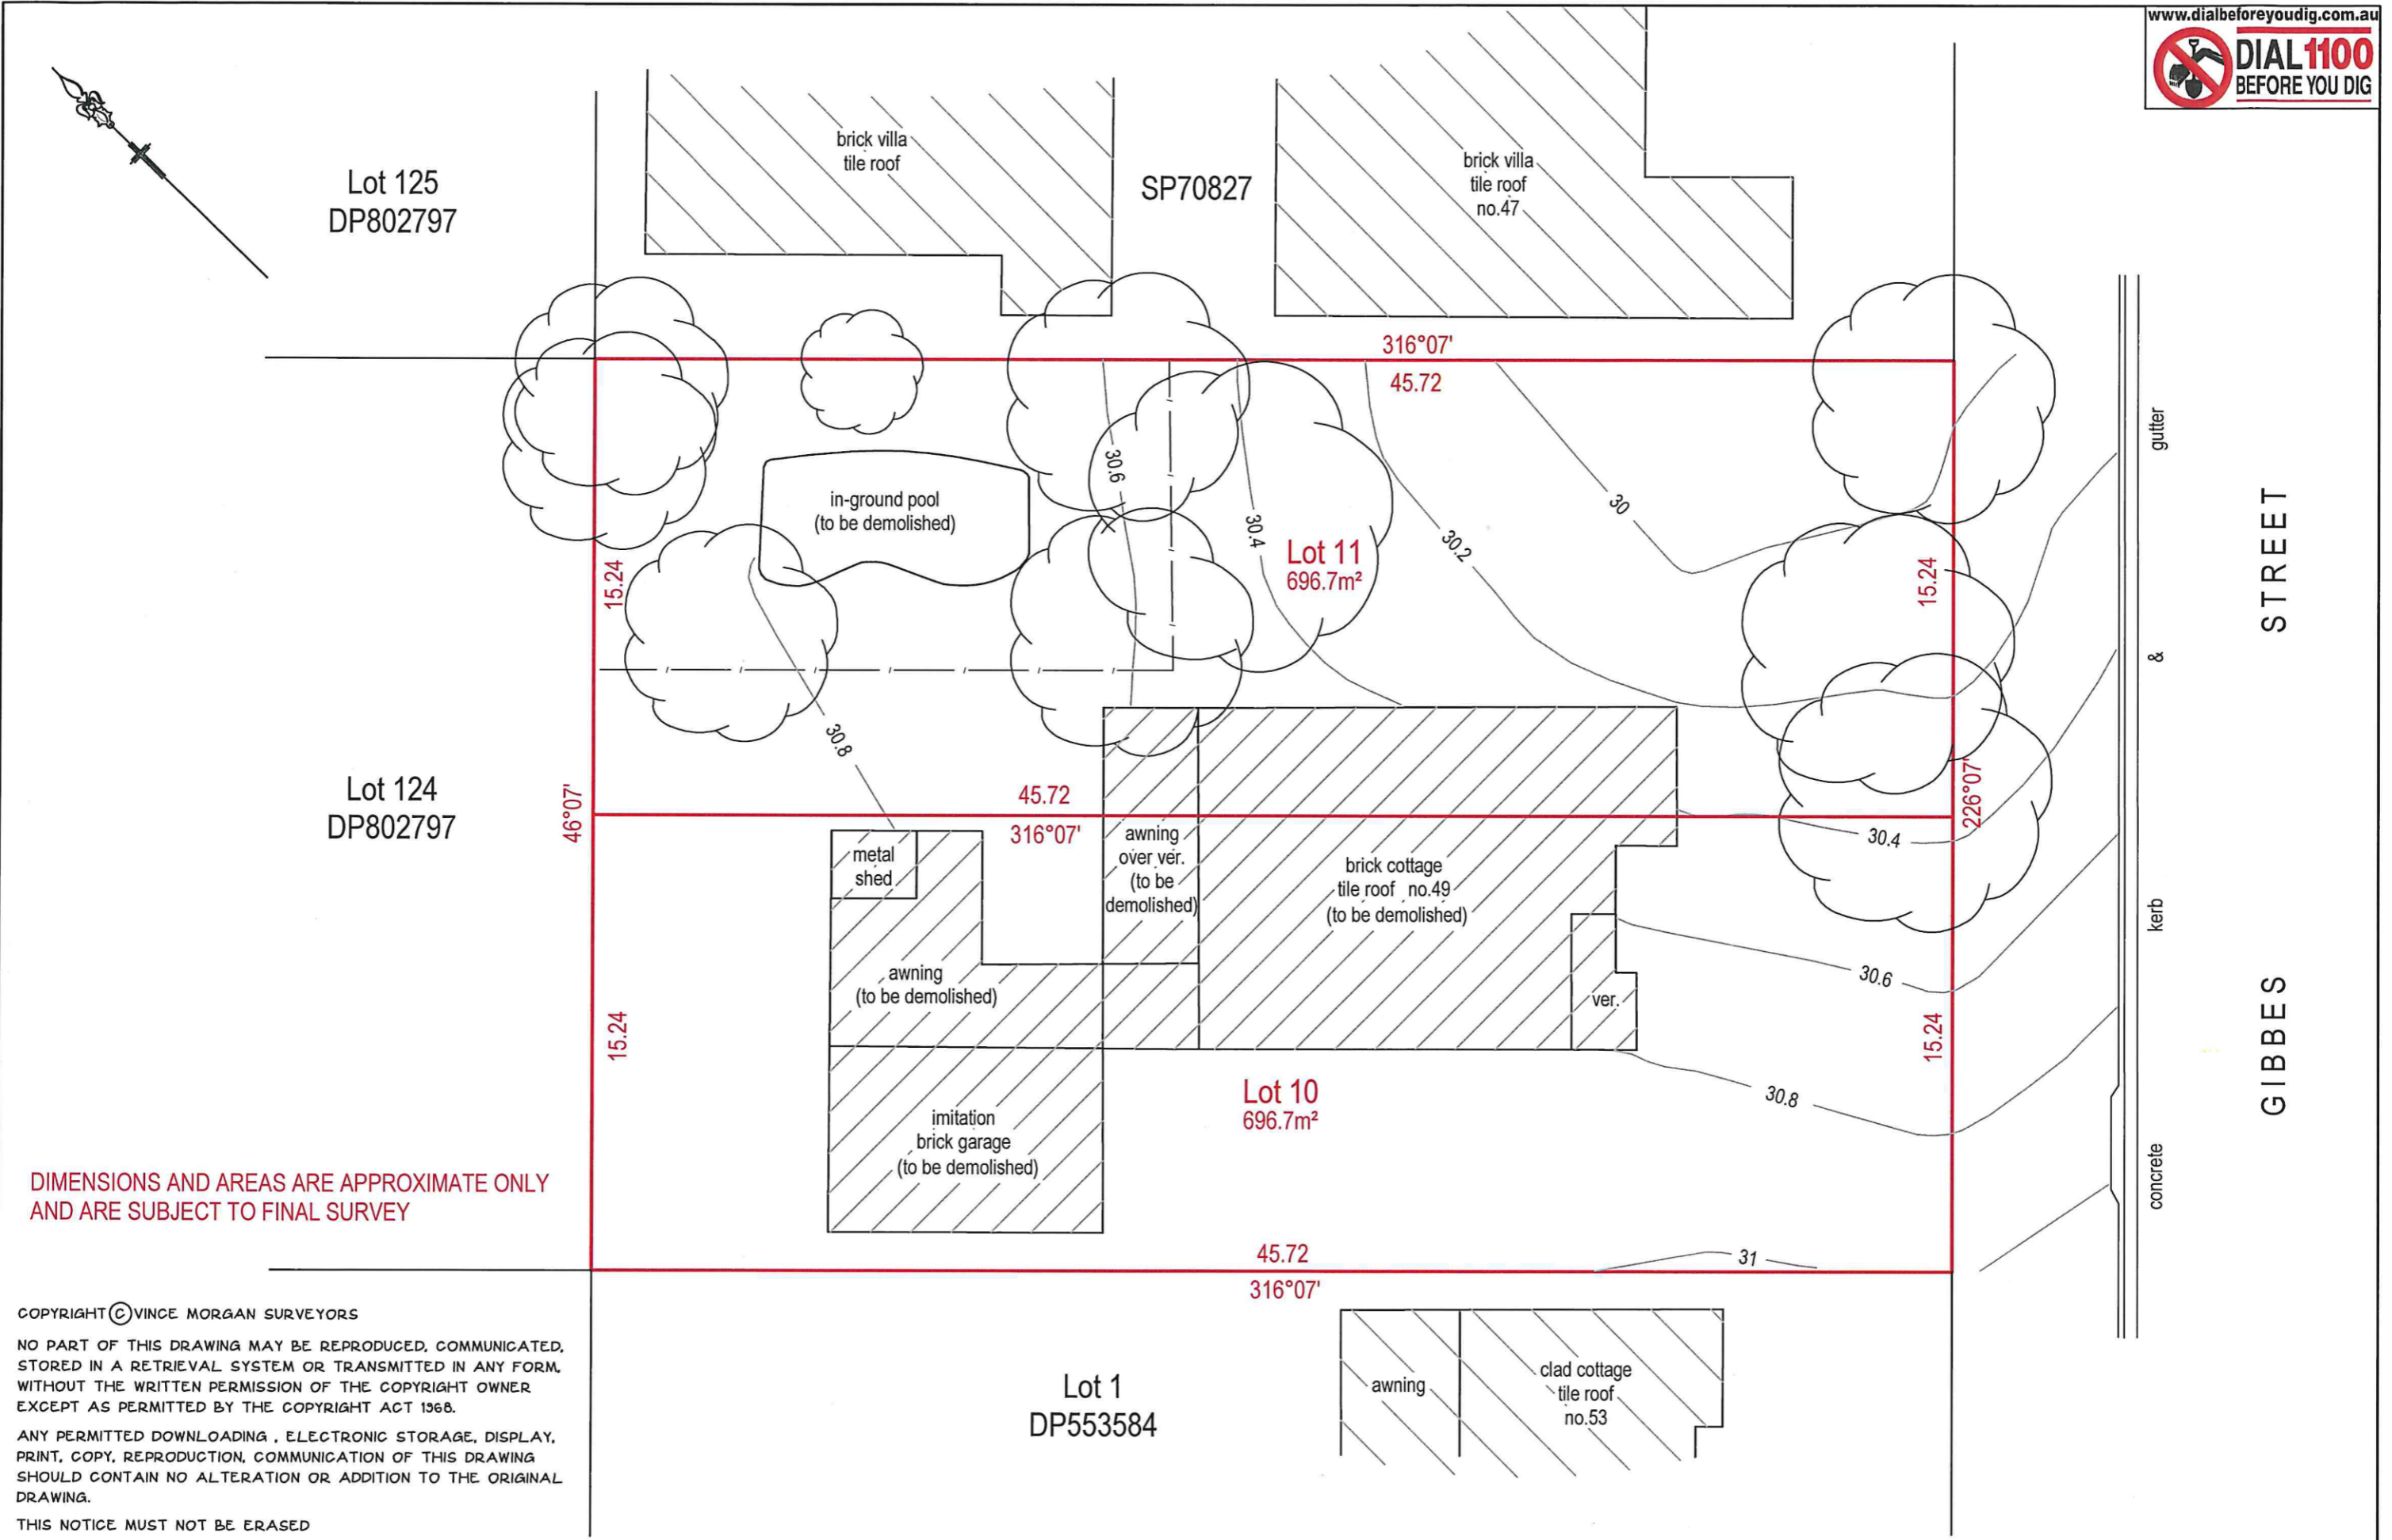 www.dialbeforeyoudig.com.au
DIAL 1100
BEFORE YOU DIG
Lot 125
DP802797
brick villa
tile roof
SP70827
brick villa
tile roof
no.47
316°07'
45.72
gutter
STREET
in-ground pool
(to be demolished)
30.6
30.4
30.2
30
Lot 11
696.7m²
15.24
15.24
&
30.8
Lot 124
DP802797
46°07'
45.72
316°07'
226°07'
30.4
metal
shed
awning
over ver.
(to be
demolished)
brick cottage
tile roof no.49
(to be demolished)
kerb
30.6
awning
(to be demolished)
ver.
GIBBES
15.24
15.24
Lot 10
696.7m²
30.8
imitation
brick garage
(to be demolished)
concrete
DIMENSIONS AND AREAS ARE APPROXIMATE ONLY
AND ARE SUBJECT TO FINAL SURVEY
45.72
316°07'
31
COPYRIGHT © VINCE MORGAN SURVEYORS
NO PART OF THIS DRAWING MAY BE REPRODUCED, COMMUNICATED,
STORED IN A RETRIEVAL SYSTEM OR TRANSMITTED IN ANY FORM,
WITHOUT THE WRITTEN PERMISSION OF THE COPYRIGHT OWNER
EXCEPT AS PERMITTED BY THE COPYRIGHT ACT 1968.
ANY PERMITTED DOWNLOADING , ELECTRONIC STORAGE, DISPLAY,
PRINT, COPY, REPRODUCTION, COMMUNICATION OF THIS DRAWING
SHOULD CONTAIN NO ALTERATION OR ADDITION TO THE ORIGINAL
DRAWING.
THIS NOTICE MUST NOT BE ERASED
Lot 1
DP553584
awning
clad cottage
tile roof
no.53